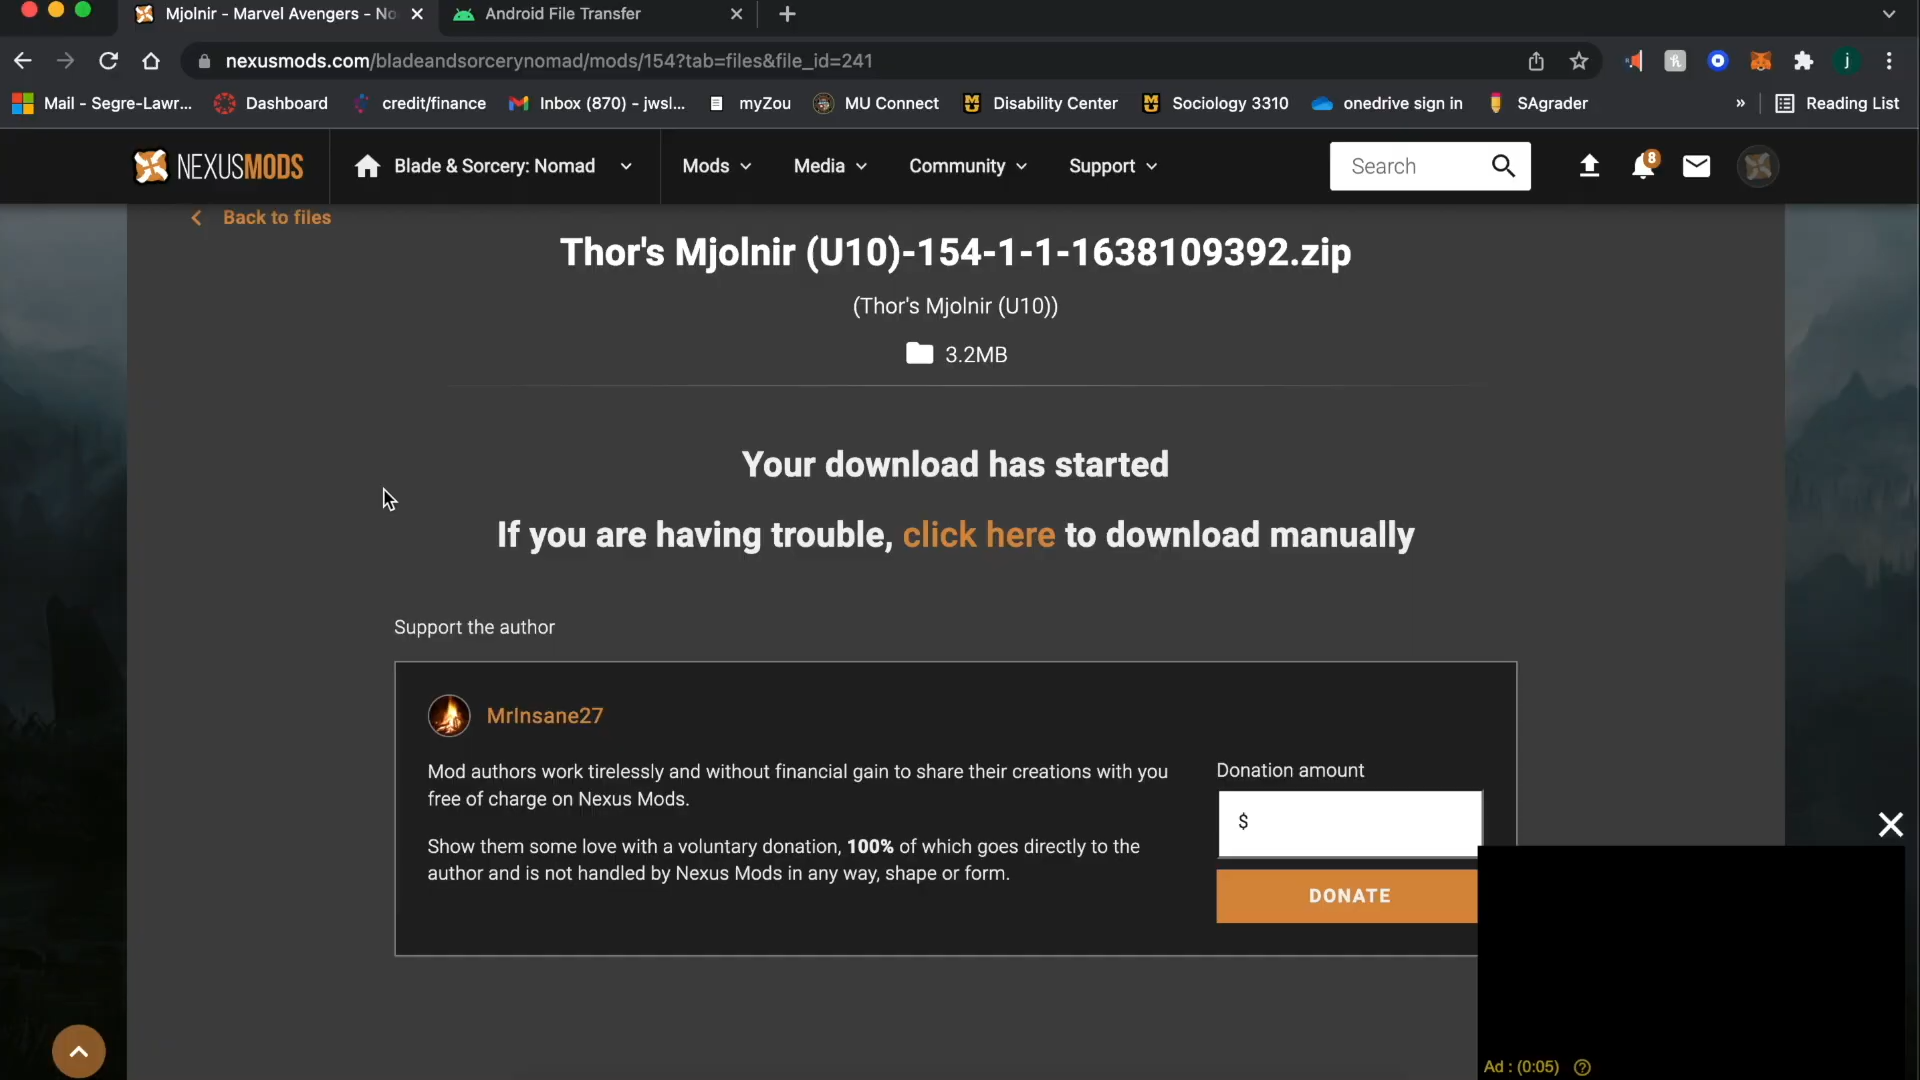 Mjolnir - Marvel Avengers - No
Android File Transfer
nexusmods.com/bladeandsorcerynomad/mods/154?tab=files&file_id=241
j
Mail - Segre-Lawr...
Dashboard
credit/finance
Inbox (870) - jwsl...
myZou
MU Connect
Disability Center
Sociology 3310
onedrive sign in
SAgrader
»
Reading List
NEXUSMODS
Blade & Sorcery: Nomad
Mods
Media
Community
Support
Search
8
Back to files
Thor's Mjolnir (U10)-154-1-1-1638109392.zip
(Thor's Mjolnir (U10))
3.2MB
Your download has started
If you are having trouble, click here to download manually
Support the author
MrInsane27
Mod authors work tirelessly and without financial gain to share their creations with you
free of charge on Nexus Mods.
Show them some love with a voluntary donation, 100% of which goes directly to the
author and is not handled by Nexus Mods in any way, shape or form.
Donation amount
$
DONATE
Ad : (0:05)